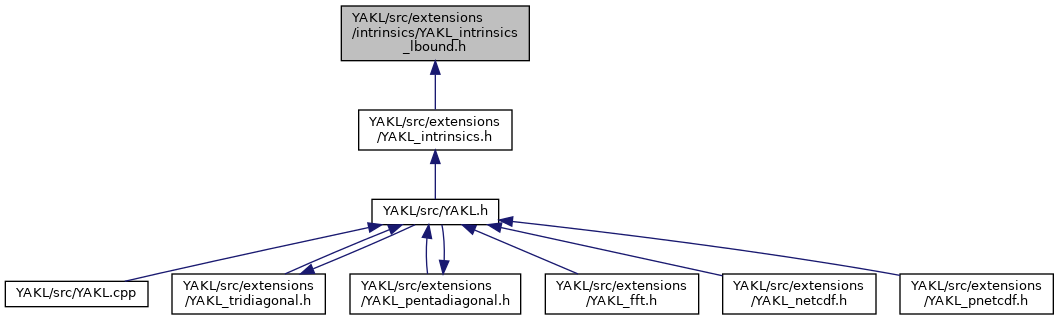 YAKL/src/extensions
/intrinsics/YAKL_intrinsics
_lbound.h
YAKL/src/extensions
/YAKL_intrinsics.h
YAKL/src/YAKL.h
YAKL/src/YAKL.cpp
YAKL/src/extensions
/YAKL_tridiagonal.h
YAKL/src/extensions
/YAKL_pentadiagonal.h
YAKL/src/extensions
/YAKL_fft.h
YAKL/src/extensions
/YAKL_netcdf.h
YAKL/src/extensions
/YAKL_pnetcdf.h